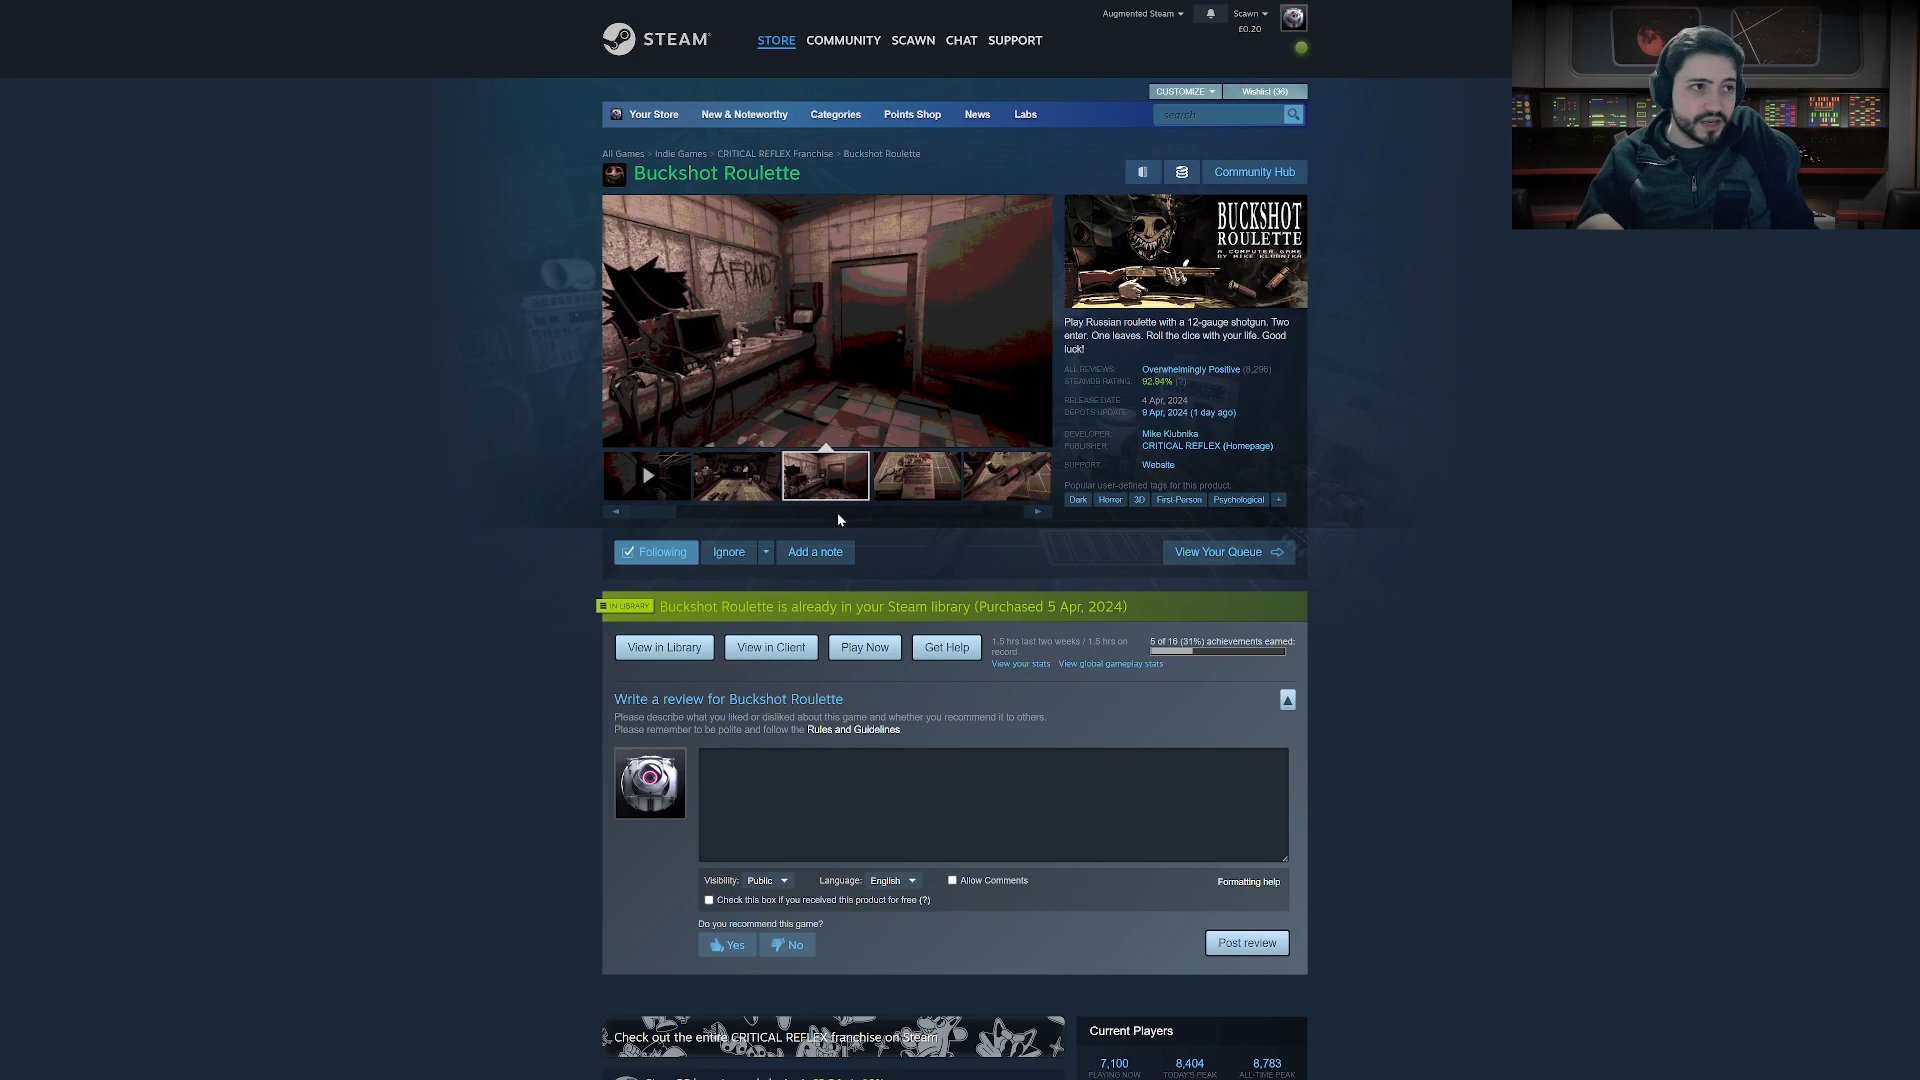 Augmented Steam
Scawn
£0.20
STEAM
STORE COMMUNITY SCAWN CHAT SUPPORT
CUSTOMIZE Wishlist (36)
Your Store New & Noteworthy Categories Points Shop News Labs search
All Games > Indie Games > CRITICAL REFLEX Franchise > Buckshot Roulette
Buckshot Roulette
Community Hub
AFRAID?
BUCKSHOT
ROULETTE
A COMPUTER GAME
BY MIKE KLUBNIKA
Play Russian roulette with a 12-gauge shotgun. Two
enter. One leaves. Roll the dice with your life. Good
luck!
ALL REVIEWS: Overwhelmingly Positive (8,296)
STEAMDB RATING: 92.94% (?)
RELEASE DATE: 4 Apr, 2024
DEPOTS UPDATE: 9 Apr, 2024 (1 day ago)
DEVELOPER: Mike Klubnika
PUBLISHER: CRITICAL REFLEX (Homepage)
SUPPORT: Website
Popular user-defined tags for this product:
Dark Horror 3D First-Person Psychological +
Following Ignore Add a note View Your Queue
IN LIBRARY Buckshot Roulette is already in your Steam library (Purchased 5 Apr, 2024)
View in Library View in Client Play Now Get Help
1.5 hrs last two weeks / 1.5 hrs on
record
View your stats View global gameplay stats
5 of 16 (31%) achievements earned:
Write a review for Buckshot Roulette
Please describe what you liked or disliked about this game and whether you recommend it to others.
Please remember to be polite and follow the Rules and Guidelines.
Visibility: Public Language: English Allow Comments Formatting help
Check this box if you received this product for free (?)
Do you recommend this game?
Yes No
Post review
Check out the entire CRITICAL REFLEX franchise on Steam
Current Players
7,100 8,404 8,783
PLAYING NOW TODAY'S PEAK ALL-TIME PEAK